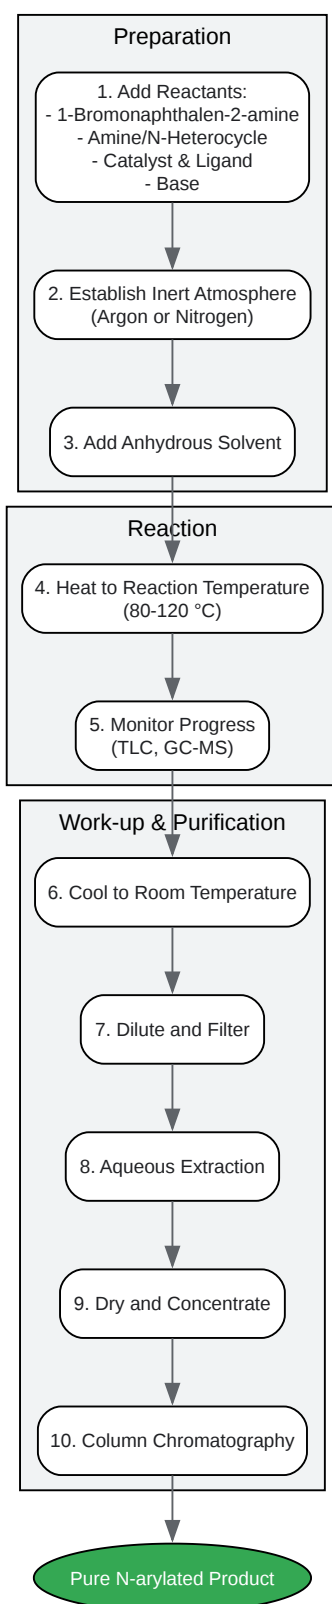 Preparation
1. Add Reactants:
- 1-Bromonaphthalen-2-amine
- Amine/N-Heterocycle
- Catalyst & Ligand
- Base
2. Establish Inert Atmosphere
(Argon or Nitrogen)
3. Add Anhydrous Solvent
Reaction
4. Heat to Reaction Temperature
(80-120 °C)
5. Monitor Progress
(TLC, GC-MS)
Work-up & Purification
6. Cool to Room Temperature
7. Dilute and Filter
8. Aqueous Extraction
9. Dry and Concentrate
10. Column Chromatography
Pure N-arylated Product